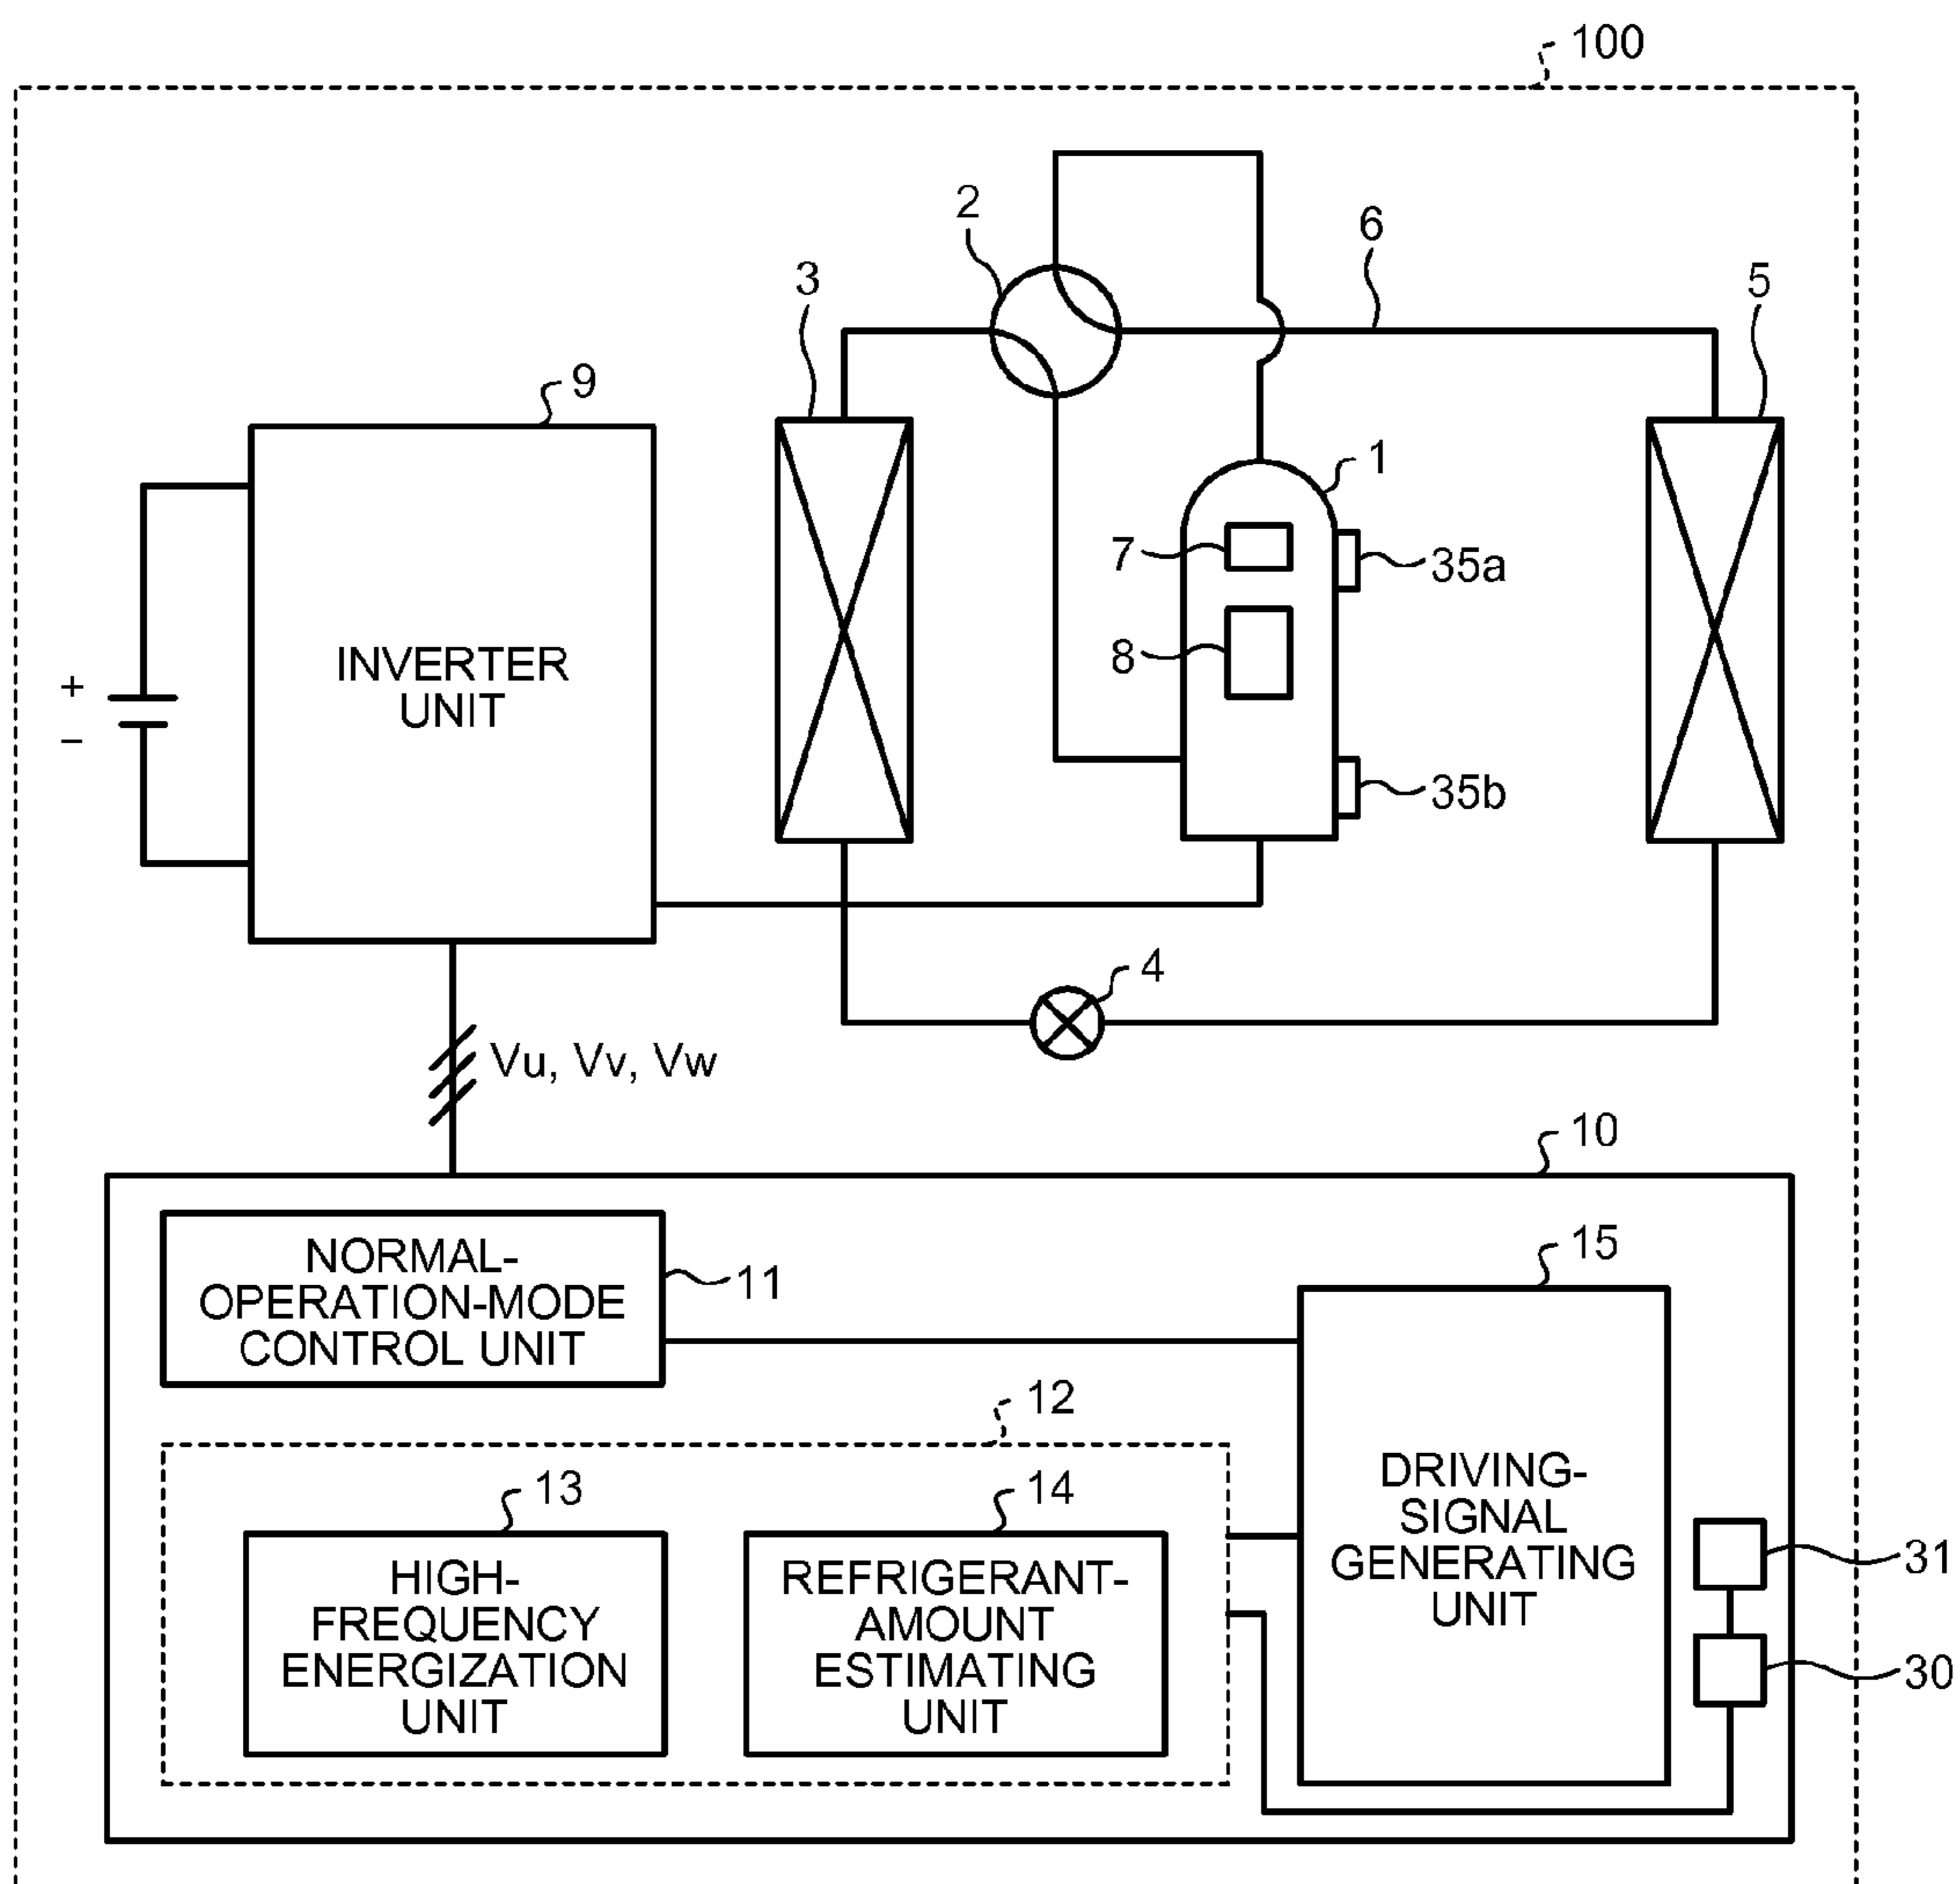 100
2
6
3
5
9
1
7
35a
INVERTER
UNIT
8
+
−
35b
4
Vu, Vv, Vw
10
NORMAL-
OPERATION-MODE
CONTROL UNIT
11
15
12
13
14
DRIVING-
SIGNAL
GENERATING
UNIT
HIGH-
FREQUENCY
ENERGIZATION
UNIT
REFRIGERANT-
AMOUNT
ESTIMATING
UNIT
31
30